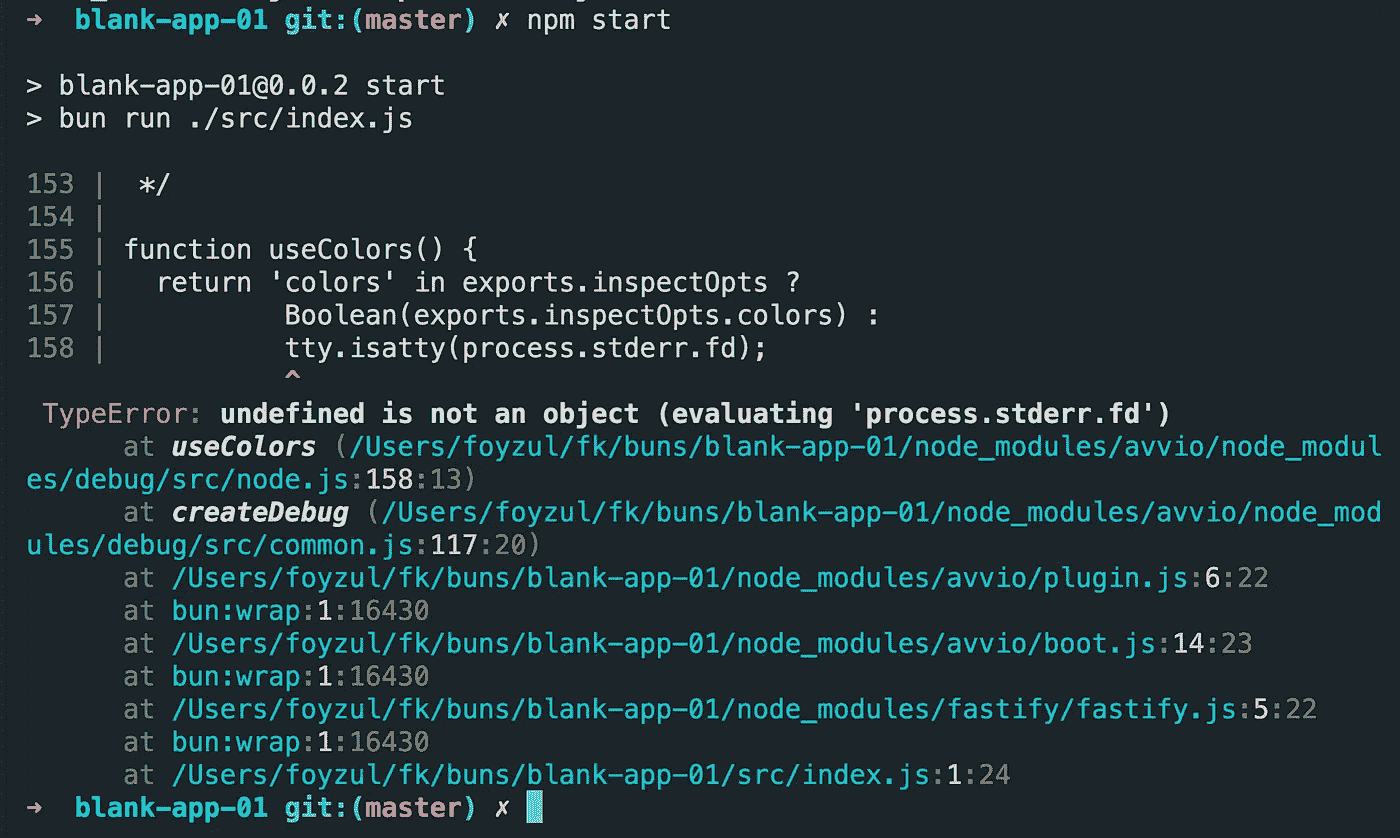 →  blank-app-01 git:(master) ✗ npm start
> blank-app-01@0.0.2 start
> bun run ./src/index.js
153 |  */
154 |
155 | function useColors() {
156 |   return 'colors' in exports.inspectOpts ?
157 |           Boolean(exports.inspectOpts.colors) :
158 |           tty.isatty(process.stderr.fd);
                ^
 TypeError: undefined is not an object (evaluating 'process.stderr.fd')
      at useColors (/Users/foyzul/fk/buns/blank-app-01/node_modules/avvio/node_modul
es/debug/src/node.js:158:13)
      at createDebug (/Users/foyzul/fk/buns/blank-app-01/node_modules/avvio/node_mod
ules/debug/src/common.js:117:20)
      at /Users/foyzul/fk/buns/blank-app-01/node_modules/avvio/plugin.js:6:22
      at bun:wrap:1:16430
      at /Users/foyzul/fk/buns/blank-app-01/node_modules/avvio/boot.js:14:23
      at bun:wrap:1:16430
      at /Users/foyzul/fk/buns/blank-app-01/node_modules/fastify/fastify.js:5:22
      at bun:wrap:1:16430
      at /Users/foyzul/fk/buns/blank-app-01/src/index.js:1:24
→  blank-app-01 git:(master) ✗